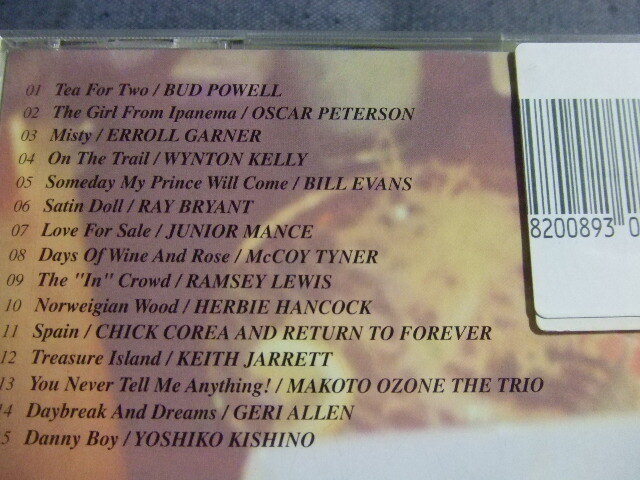 01 Tea For Two / BUD POWELL
02 The Girl From Ipanema / OSCAR PETERSON
03 Misty / ERROLL GARNER
04 On The Trail / WYNTON KELLY
05 Someday My Prince Will Come / BILL EVANS
06 Satin Doll / RAY BRYANT
07 Love For Sale / JUNIOR MANCE
08 Days Of Wine And Rose / McCOY TYNER
09 The "In" Crowd / RAMSEY LEWIS
10 Norweigian Wood / HERBIE HANCOCK
11 Spain / CHICK COREA AND RETURN TO FOREVER
12 Treasure Island / KEITH JARRETT
13 You Never Tell Me Anything! / MAKOTO OZONE THE TRIO
14 Daybreak And Dreams / GERI ALLEN
5 Danny Boy / YOSHIKO KISHINO
8200893 0